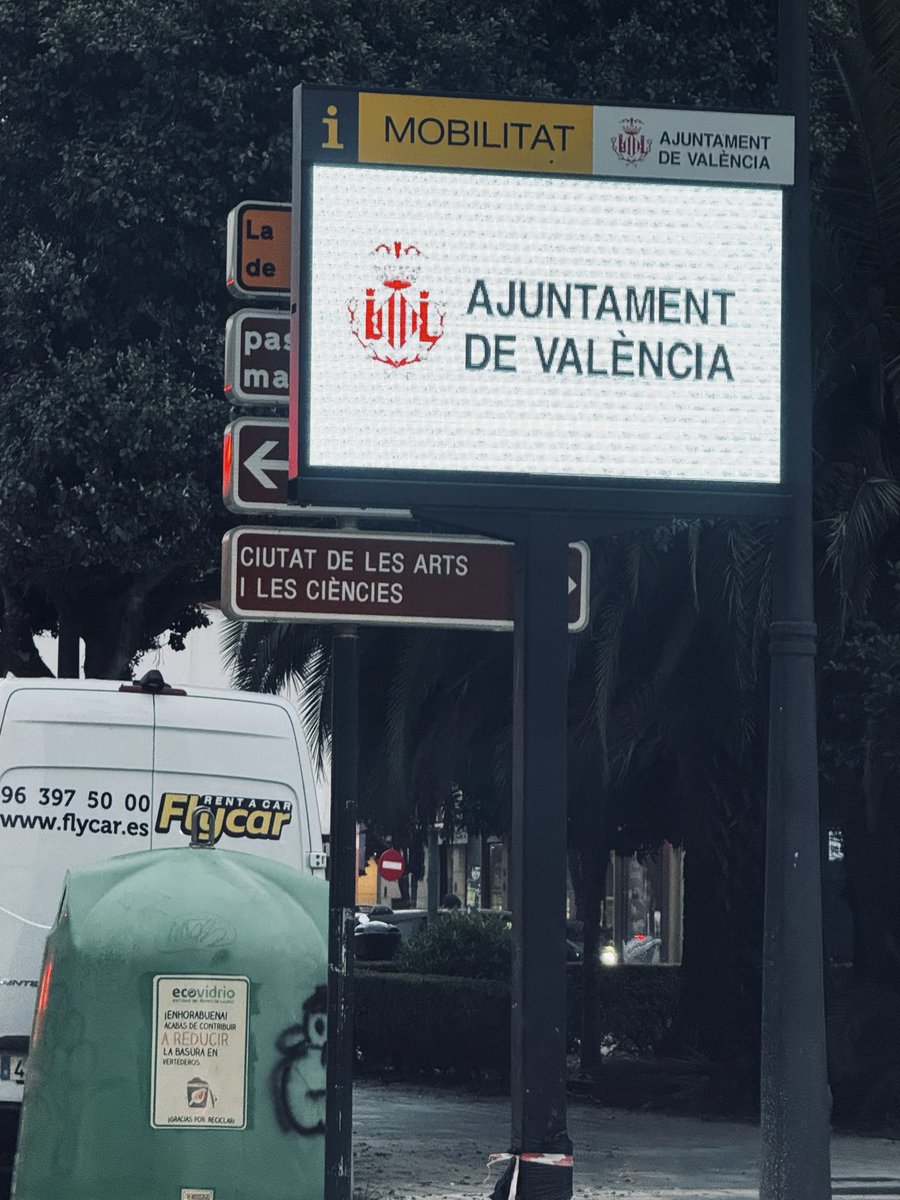 i MOBILITAT
AJUNTAMENT
DE VALÈNCIA
AJUNTAMENT
DE VALÈNCIA
La
de
pas
ma
CIUTAT DE LES ARTS
I LES CIÈNCIES
96 397 50 00
www.flycar.es
RENT A CAR
Flycar
ecovidrio
¡ENHORABUENA!
ACABAS DE CONTRIBUIR
A REDUCIR
LA BASURA EN
VERTEDEROS
¡GRACIAS POR RECICLAR!
4